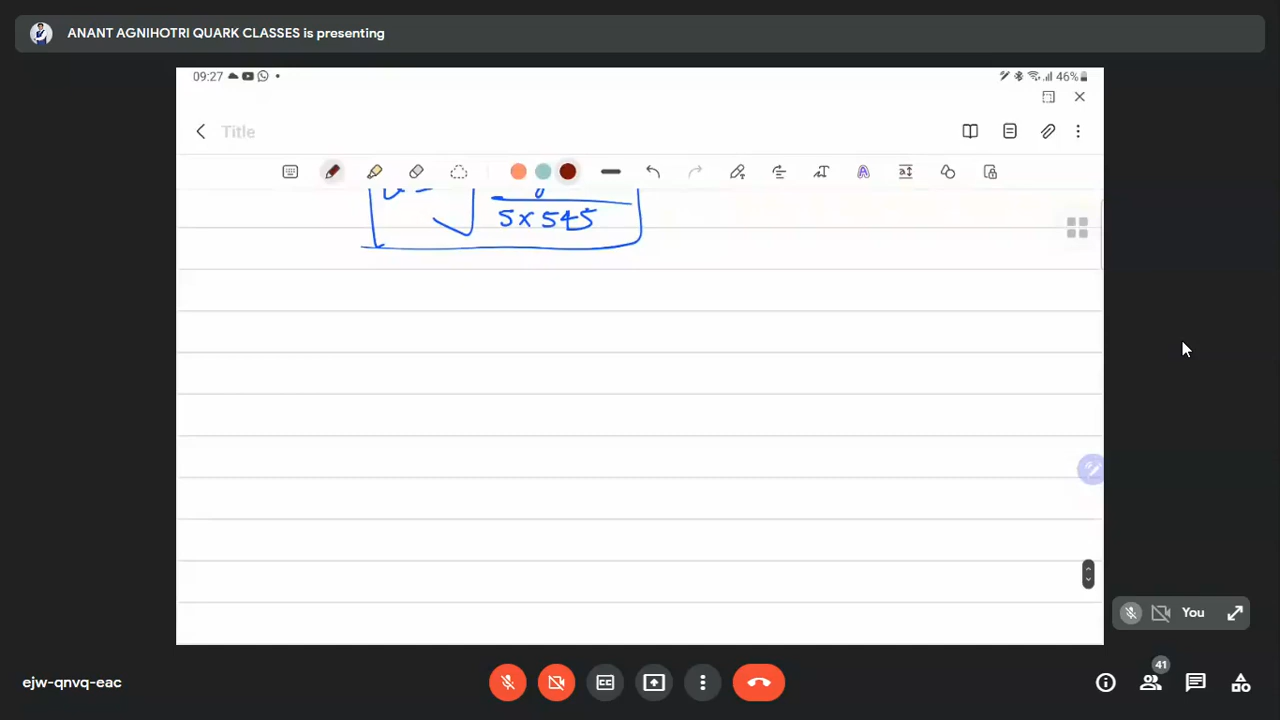 ANANT AGNIHOTRI QUARK CLASSES is presenting
09:27
46%
Title
5 x 545
You
41
ejw-qnvq-eac